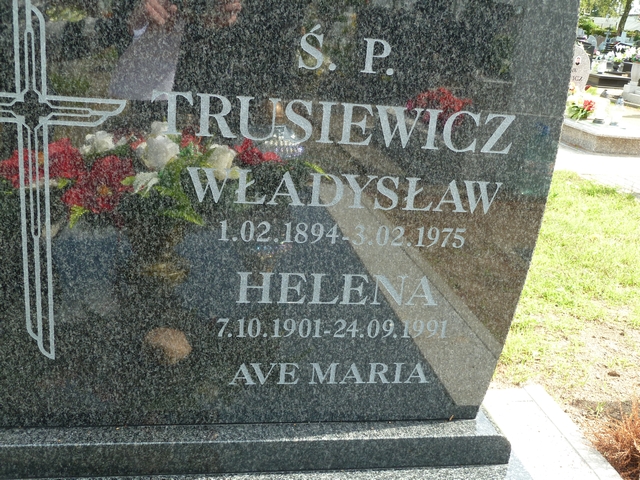 Ś. P.
TRUSIEWICZ
WŁADYSŁAW
1.02.1894-3.02.1975
HELENA
7.10.1901-24.09.1991
AVE MARIA